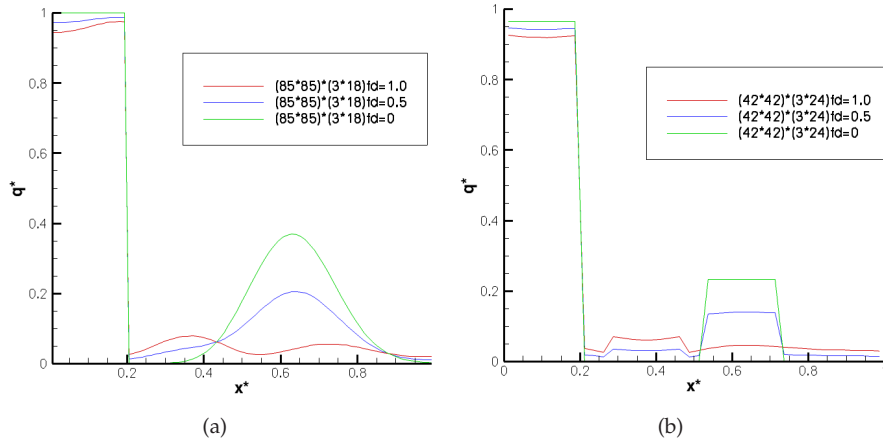 1
0.8
0.6
0.4
0.2
0
q*
0.2
0.4
0.6
0.8
x*
(85*85)*(3*18)fd=1.0
(85*85)*(3*18)fd=0.5
(85*85)*(3*18)fd=0
(a)
1
0.8
0.6
0.4
0.2
0
q*
0
0.2
0.4
0.6
0.8
x*
(42*42)*(3*24)fd=1.0
(42*42)*(3*24)fd=0.5
(42*42)*(3*24)fd=0
(b)